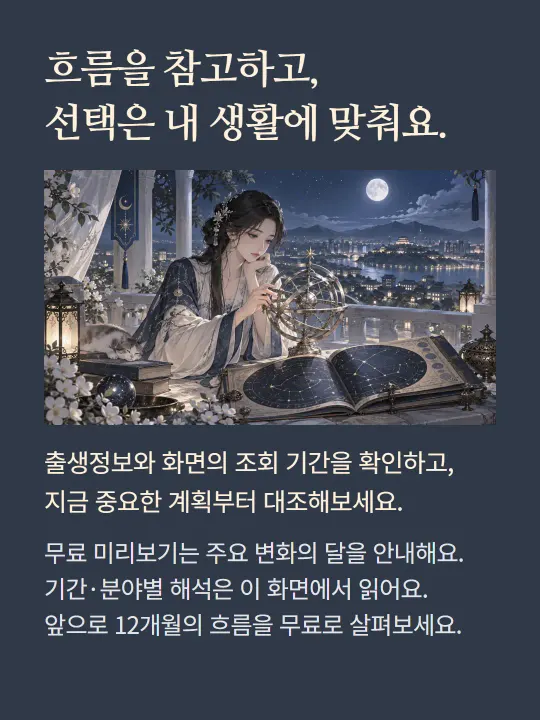 흐름을 참고하고,
선택은 내 생활에 맞춰요.
출생정보와 화면의 조회 기간을 확인하고,
지금 중요한 계획부터 대조해보세요.
무료 미리보기는 주요 변화의 달을 안내해요.
기간·분야별 해석은 이 화면에서 읽어요.
앞으로 12개월의 흐름을 무료로 살펴보세요.